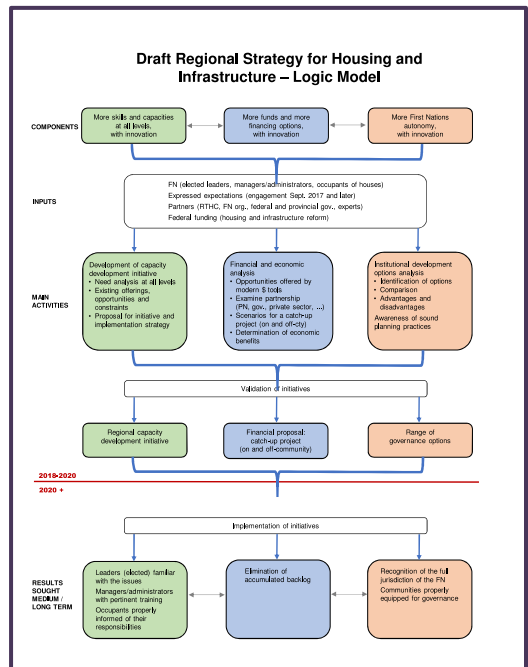 Draft Regional Strategy for Housing and
Infrastructure – Logic Model
COMPONENTS
More skills and capacities
at all levels,
with innovation
More funds and more
financing options,
with innovation
More First Nations
autonomy,
with innovation
INPUTS
FN (elected leaders, managers/administrators, occupants of houses)
Expressed expectations (engagement Sept. 2017 and later)
Partners (RTHC, FN org., federal and provincial gov., experts)
Federal funding (housing and infrastructure reform)
MAIN
ACTIVITIES
Development of capacity
development initiative
• Need analysis at all levels
• Existing offerings,
opportunities and
constraints
• Proposal for initiative and
implementation strategy
Financial and economic
analysis
• Opportunities offered by
modern $ tools
• Examine partnership
(PN, gov., private sector, ...)
• Scenarios for a catch-up
project (on and off-cty)
• Determination of economic
benefits
Institutional development
options analysis
• Identification of options
• Comparison
• Advantages and
disadvantages
Awareness of sound
planning practices
Validation of initiatives
Regional capacity
development initiative
Financial proposal:
catch-up project
(on and off-community)
Range of
governance options
2018-2020
2020 +
Implementation of initiatives
RESULTS
SOUGHT
MEDIUM /
LONG TERM
Leaders (elected) familiar
with the issues
Managers/administrators
with pertinent training
Occupants properly
informed of their
responsibilities
Elimination of
accumulated backlog
Recognition of the full
jurisdiction of the FN
Communities properly
equipped for governance